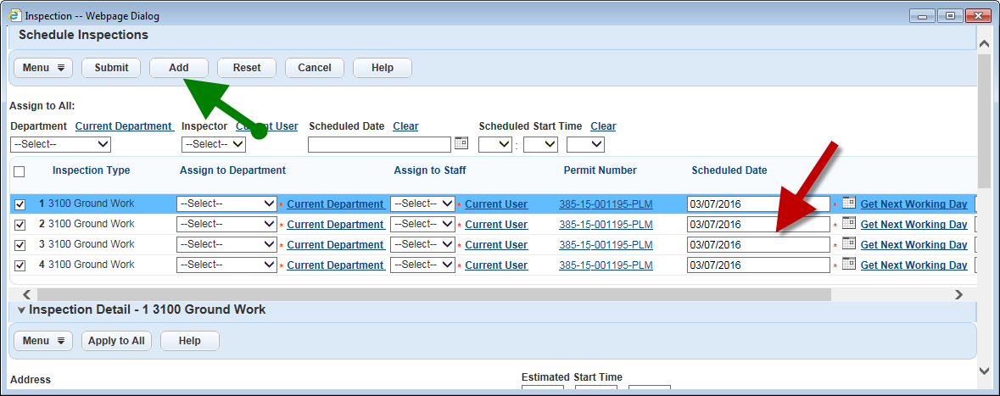 Inspection -- Webpage Dialog
Schedule Inspections
Menu Submit Add Reset Cancel Help
Assign to All:
Department Current Department Inspector Current User Scheduled Date Clear Scheduled Start Time Clear
--Select-- --Select-- :
Inspection Type Assign to Department Assign to Staff Permit Number Scheduled Date
1 3100 Ground Work --Select-- * Current Department --Select-- * Current User 385-15-001195-PLM 03/07/2016 * Get Next Working Day
2 3100 Ground Work --Select-- * Current Department --Select-- * Current User 385-15-001195-PLM 03/07/2016 * Get Next Working Day
3 3100 Ground Work --Select-- * Current Department --Select-- * Current User 385-15-001195-PLM 03/07/2016 * Get Next Working Day
4 3100 Ground Work --Select-- * Current Department --Select-- * Current User 385-15-001195-PLM 03/07/2016 * Get Next Working Day
Inspection Detail - 1 3100 Ground Work
Menu Apply to All Help
Address Estimated Start Time